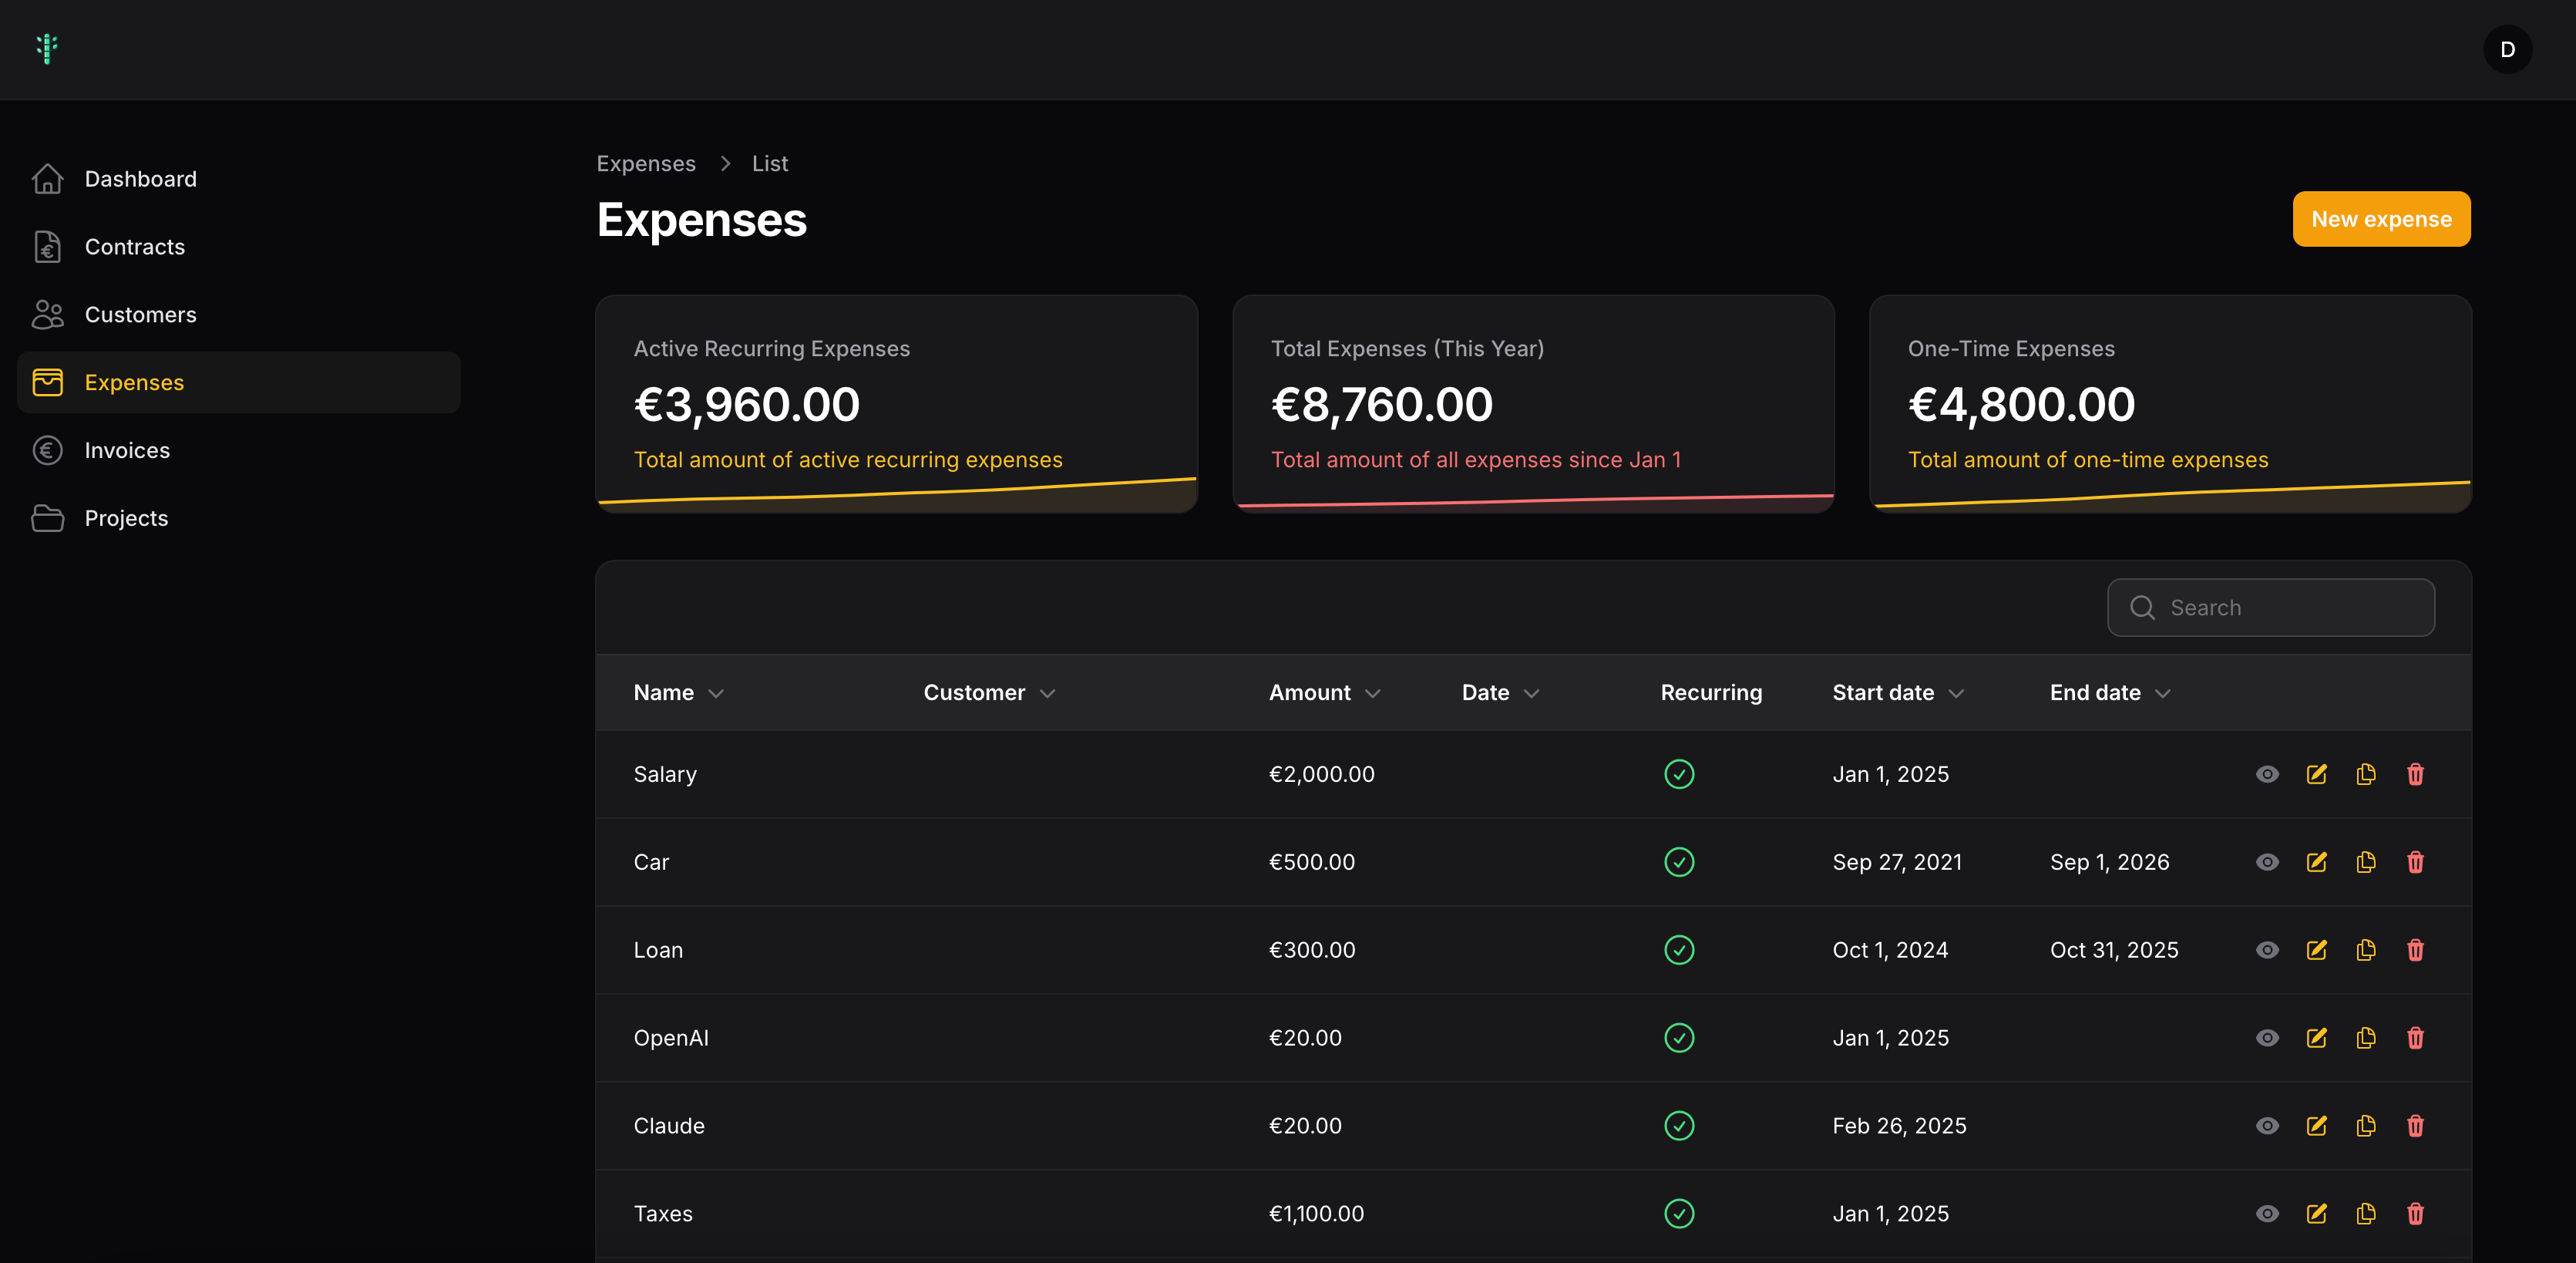 D
Dashboard
Contracts
Customers
Expenses
Invoices
Projects
Expenses > List
Expenses
New expense
Active Recurring Expenses
€3,960.00
Total amount of active recurring expenses
Total Expenses (This Year)
€8,760.00
Total amount of all expenses since Jan 1
One-Time Expenses
€4,800.00
Total amount of one-time expenses
Search
Name Customer Amount Date Recurring Start date End date
Salary €2,000.00 Jan 1, 2025
Car €500.00 Sep 27, 2021 Sep 1, 2026
Loan €300.00 Oct 1, 2024 Oct 31, 2025
OpenAI €20.00 Jan 1, 2025
Claude €20.00 Feb 26, 2025
Taxes €1,100.00 Jan 1, 2025